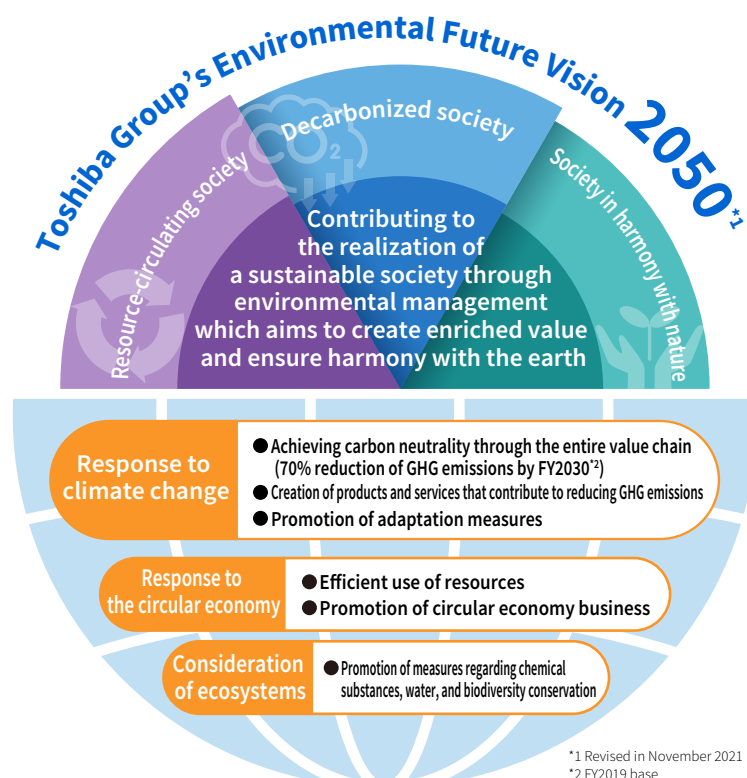 Toshiba Group's Environmental Future Vision 2050*1
Resource-circulating society
CO2
Decarbonized society
Society in harmony with nature
Contributing to
the realization of
a sustainable society through
environmental management
which aims to create enriched value
and ensure harmony with the earth
Response to
climate change
● Achieving carbon neutrality through the entire value chain
(70% reduction of GHG emissions by FY2030*2)
● Creation of products and services that contribute to reducing GHG emissions
● Promotion of adaptation measures
Response to
the circular economy
● Efficient use of resources
● Promotion of circular economy business
Consideration
of ecosystems
● Promotion of measures regarding chemical
substances, water, and biodiversity conservation
*1 Revised in November 2021
*2 FY2019 base